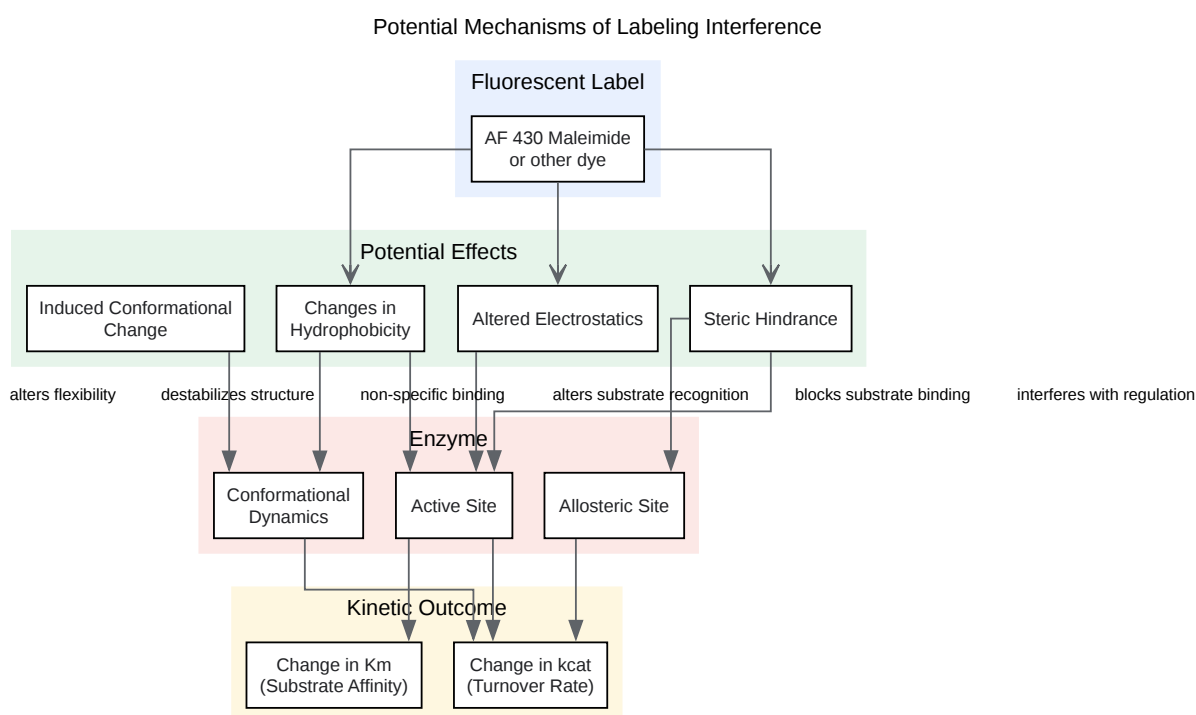 Potential Mechanisms of Labeling Interference
Fluorescent Label
AF 430 Maleimide
or other dye
Potential Effects
Induced Conformational
Change
Changes in
Hydrophobicity
Altered Electrostatics
Steric Hindrance
alters flexibility
destabilizes structure
non-specific binding
alters substrate recognition
blocks substrate binding
interferes with regulation
Enzyme
Conformational
Dynamics
Active Site
Allosteric Site
Kinetic Outcome
Change in Km
(Substrate Affinity)
Change in kcat
(Turnover Rate)